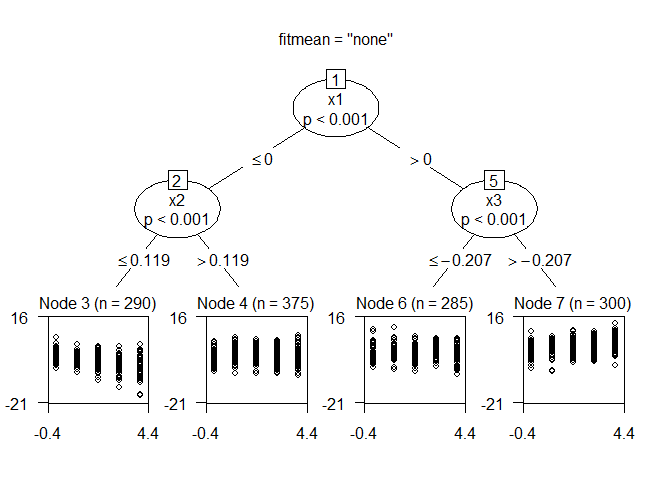 fitmean = "none"
1
x1
p < 0.001
≤ 0
> 0
2
x2
p < 0.001
5
x3
p < 0.001
≤ 0.119
> 0.119
≤ −0.207
> −0.207
Node 3 (n = 290)
Node 4 (n = 375)
Node 6 (n = 285)
Node 7 (n = 300)
16
16
16
16
-21
-21
-21
-21
-0.4
4.4
-0.4
4.4
-0.4
4.4
-0.4
4.4